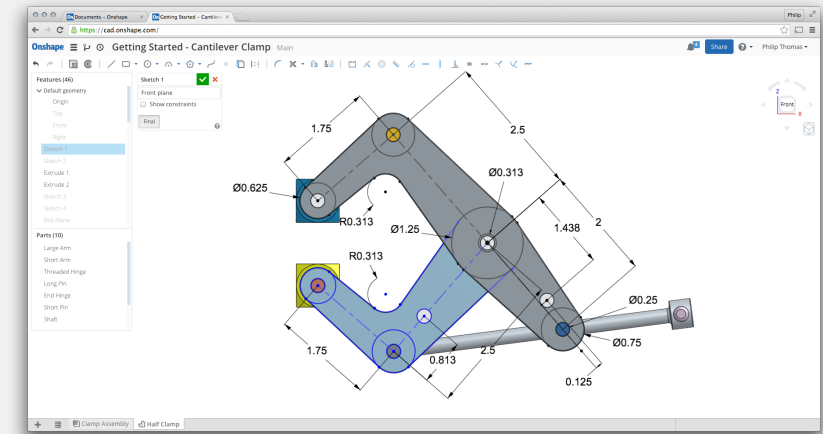 Documents - Onshape
Getting Started - Cantilever
Philip
https://cad.onshape.com/
Onshape
Getting Started - Cantilever Clamp Main
Share
Philip Thomas
Features (46)
Default geometry
Origin
Top
Front
Right
Sketch 1
Sketch 2
Extrude 1
Extrude 2
Sketch 3
Sketch 4
Mid Plane
Parts (10)
Large Arm
Short Arm
Threaded Hinge
Long Pin
End Hinge
Short Pin
Shaft
Sketch 1
Front plane
Show constraints
Final
Z
Front
X
1.75
2.5
Ø0.625
Ø0.313
R0.313
Ø1.25
1.438
2
R0.313
Ø0.25
Ø0.75
1.75
0.813
2.5
0.125
Clamp Assembly
Half Clamp